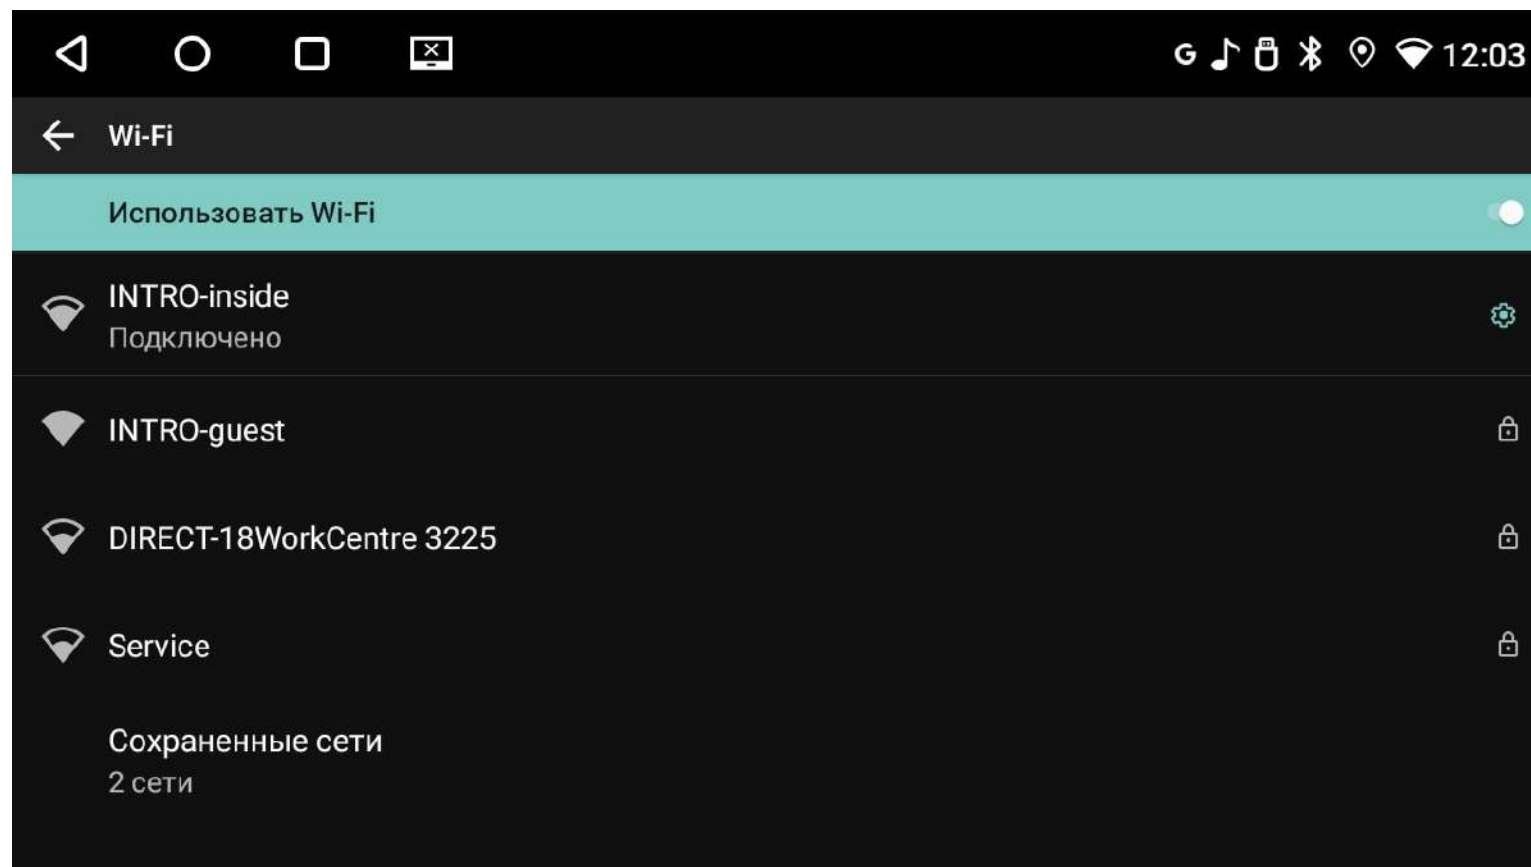 G 12:03
Wi-Fi
Использовать Wi-Fi
INTRO-inside
Подключено
INTRO-guest
DIRECT-18WorkCentre 3225
Service
Сохраненные сети
2 сети